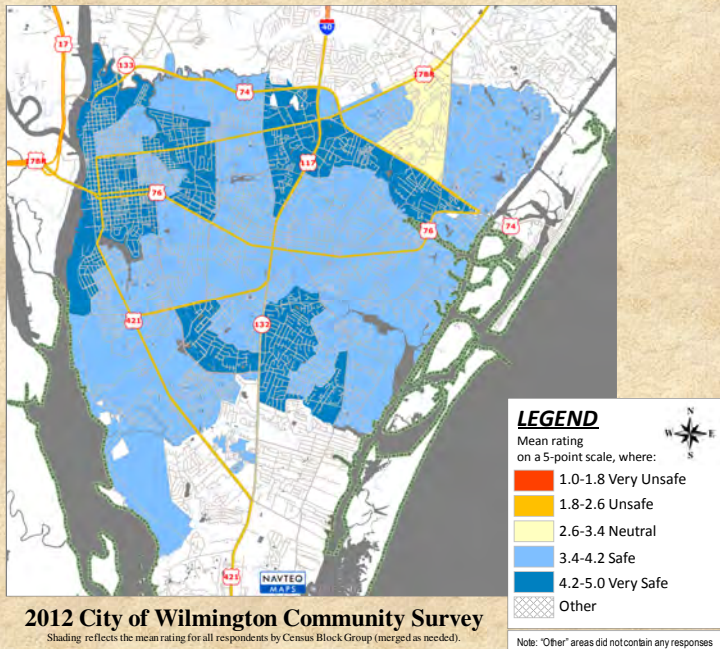 17
133
40
178R
74
178R
117
76
76
74
421
132
421
NAVTEQ
MAPS
LEGEND
N
W E
S
Mean rating
on a 5-point scale, where:
1.0-1.8 Very Unsafe
1.8-2.6 Unsafe
2.6-3.4 Neutral
3.4-4.2 Safe
4.2-5.0 Very Safe
Other
2012 City of Wilmington Community Survey
Shading reflects the mean rating for all respondents by Census Block Group (merged as needed).
Note: "Other" areas did not contain any responses